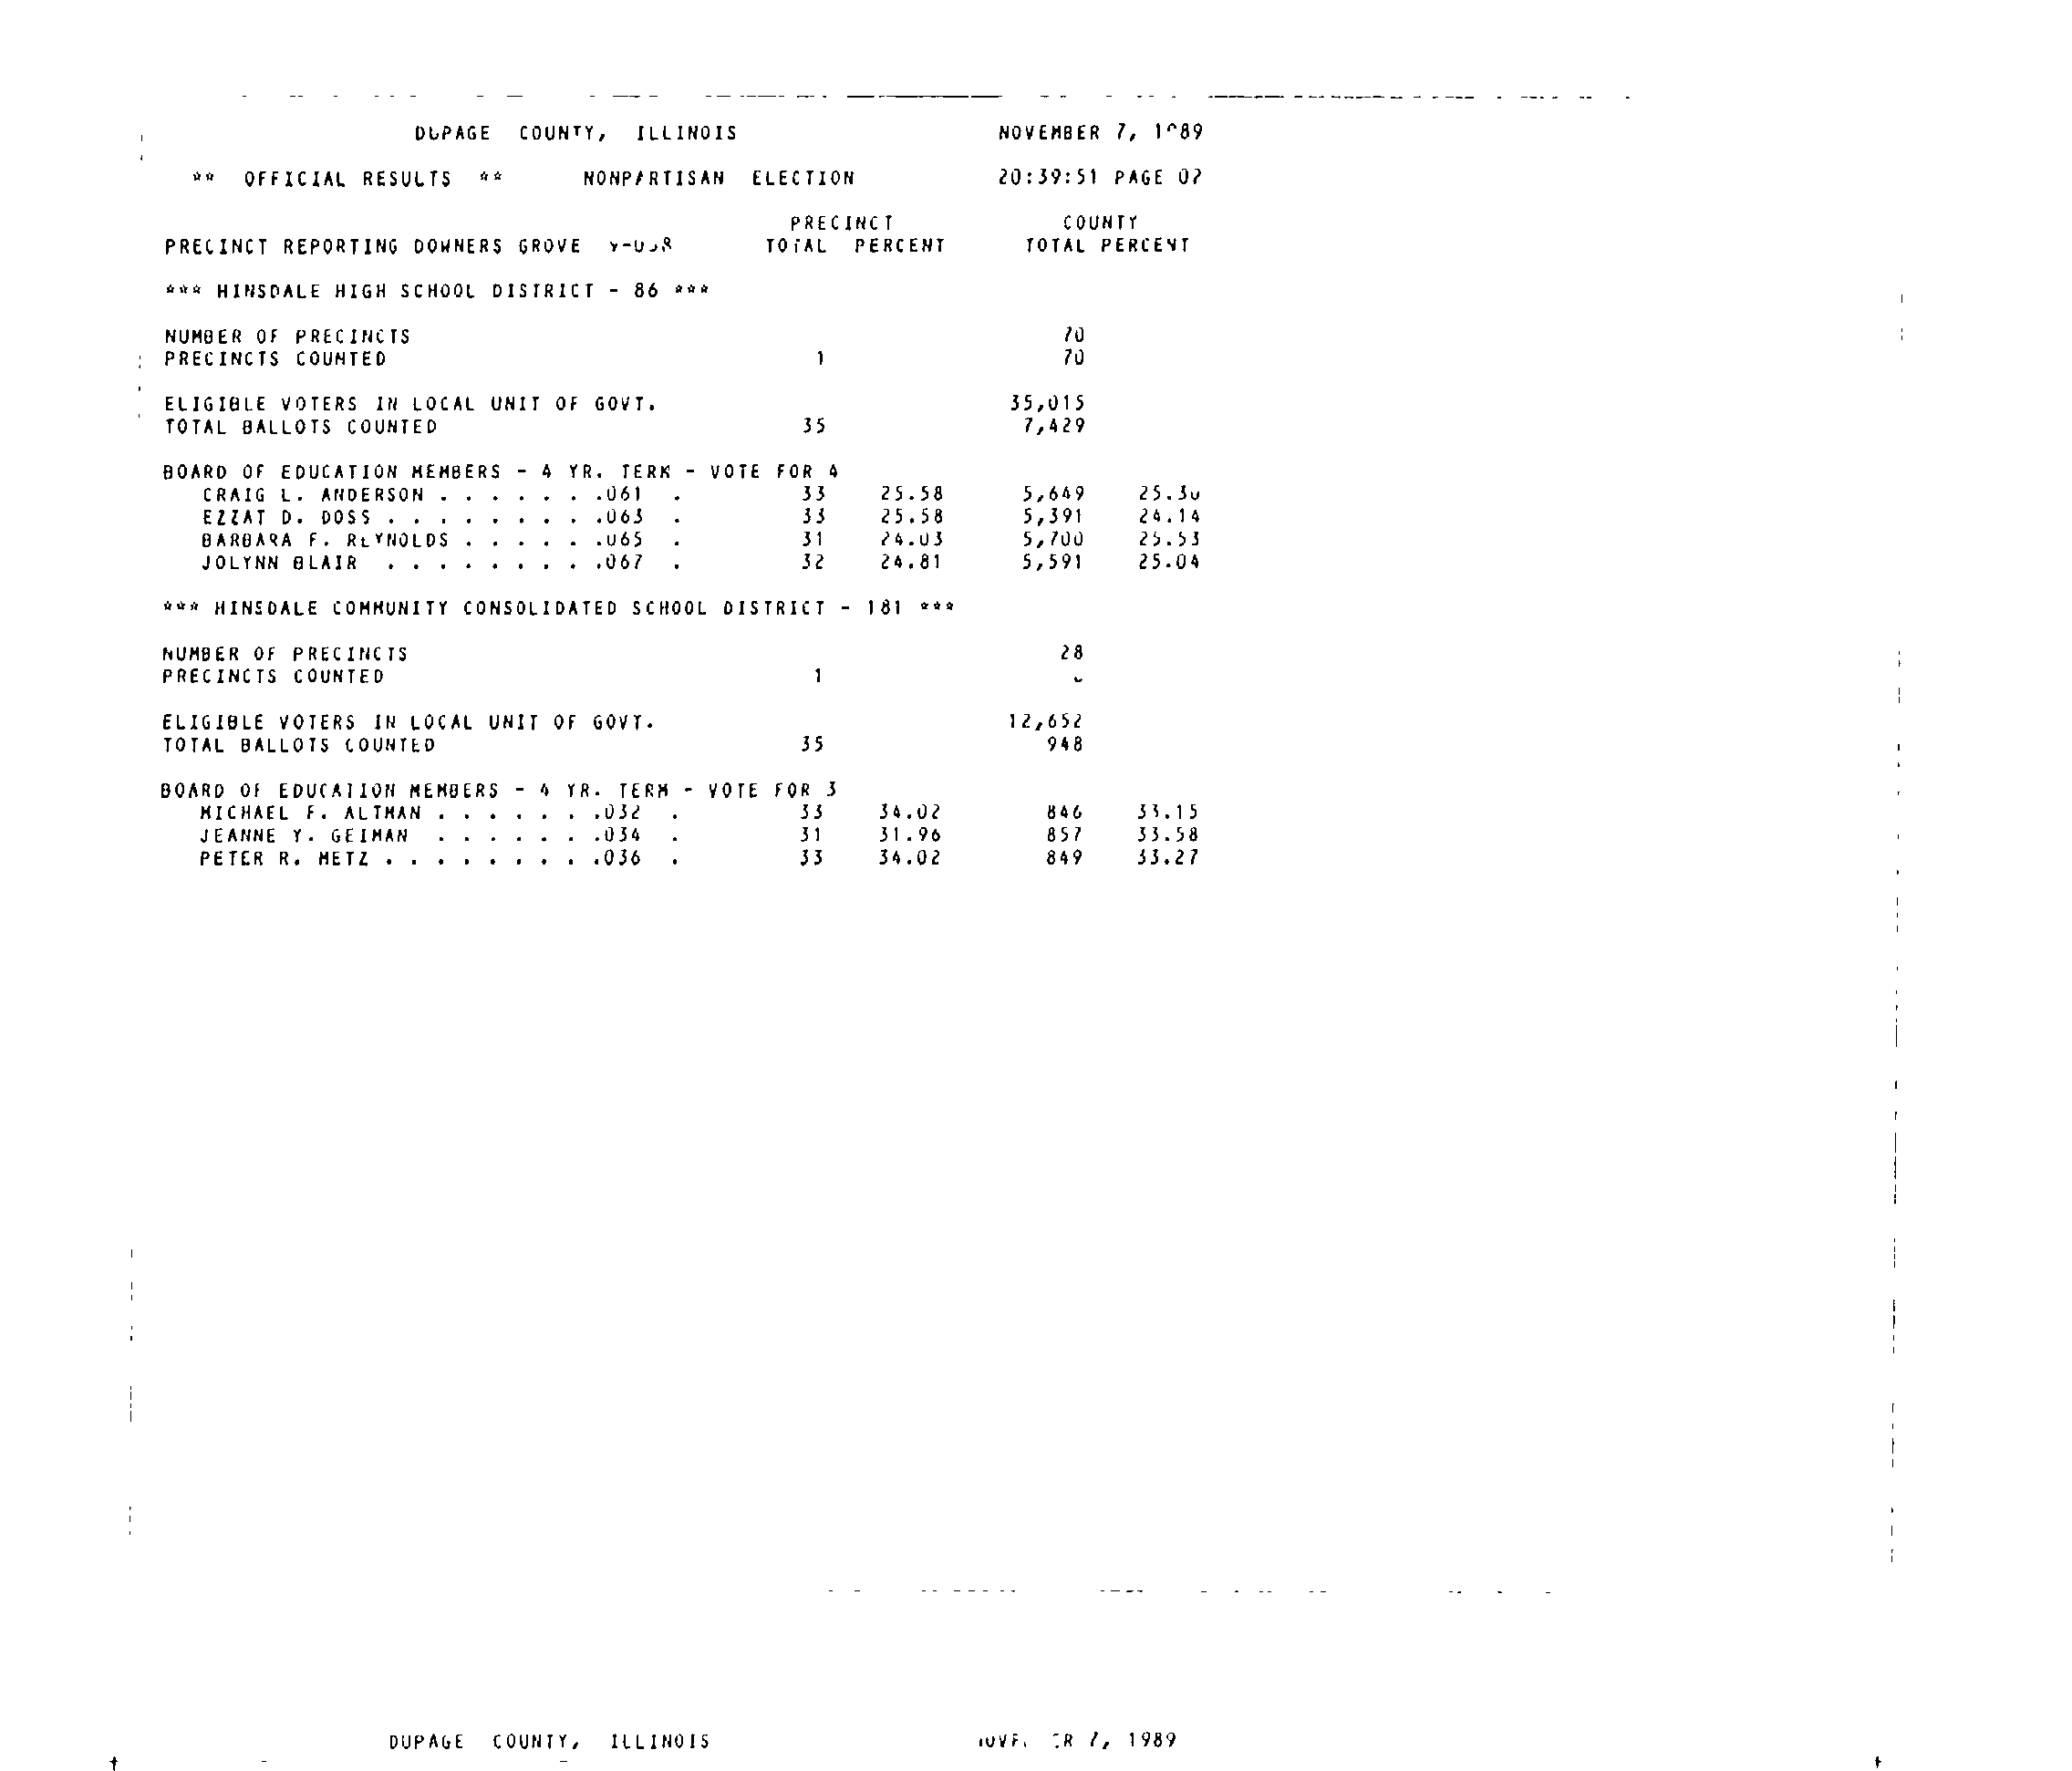 DUPAGE COUNTY, ILLINOIS NOVEMBER 7, 1989
** OFFICIAL RESULTS ** NONPARTISAN ELECTION 20:39:51 PAGE 02
PRECINCT COUNTY
PRECINCT REPORTING DOWNERS GROVE TOTAL PERCENT TOTAL PERCENT
*** HINSDALE HIGH SCHOOL DISTRICT - 86 ***
NUMBER OF PRECINCTS 70
PRECINCTS COUNTED 1 70
ELIGIBLE VOTERS IN LOCAL UNIT OF GOVT. 35,015
TOTAL BALLOTS COUNTED 35 7,429
BOARD OF EDUCATION MEMBERS - 4 YR. TERM - VOTE FOR 4
CRAIG L. ANDERSON . . . . . . .061 . 33 25.58 5,649 25.30
EZZAT D. DOSS . . . . . . . . .063 . 33 25.58 5,391 24.14
BARBARA F. REYNOLDS . . . . . .065 . 31 24.03 5,700 25.53
JOLYNN BLAIR . . . . . . . . .067 . 32 24.81 5,591 25.04
*** HINSDALE COMMUNITY CONSOLIDATED SCHOOL DISTRICT - 181 ***
NUMBER OF PRECINCTS 28
PRECINCTS COUNTED 1
ELIGIBLE VOTERS IN LOCAL UNIT OF GOVT. 12,652
TOTAL BALLOTS COUNTED 35 948
BOARD OF EDUCATION MEMBERS - 4 YR. TERM - VOTE FOR 3
MICHAEL F. ALTMAN . . . . . . .032 . 33 34.02 846 33.15
JEANNE Y. GEIMAN . . . . . . .034 . 31 31.96 857 33.58
PETER R. METZ . . . . . . . . .036 . 33 34.02 849 33.27
DUPAGE COUNTY, ILLINOIS 7, 1989